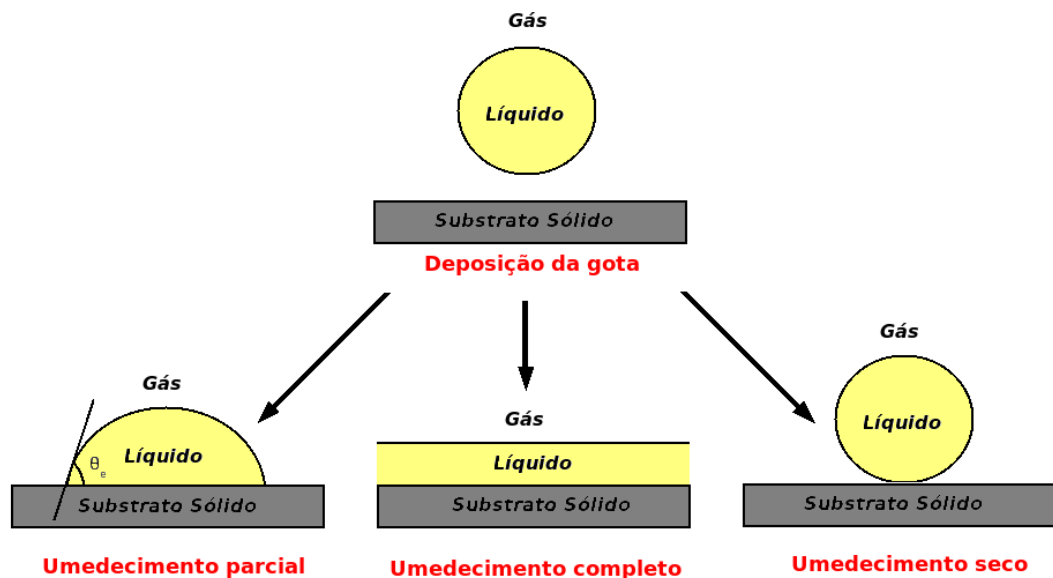 Gás
Líquido
Substrato Sólido
Deposição da gota
Gás
Líquido
θe
Substrato Sólido
Umedecimento parcial
Gás
Líquido
Substrato Sólido
Umedecimento completo
Gás
Líquido
Substrato Sólido
Umedecimento seco